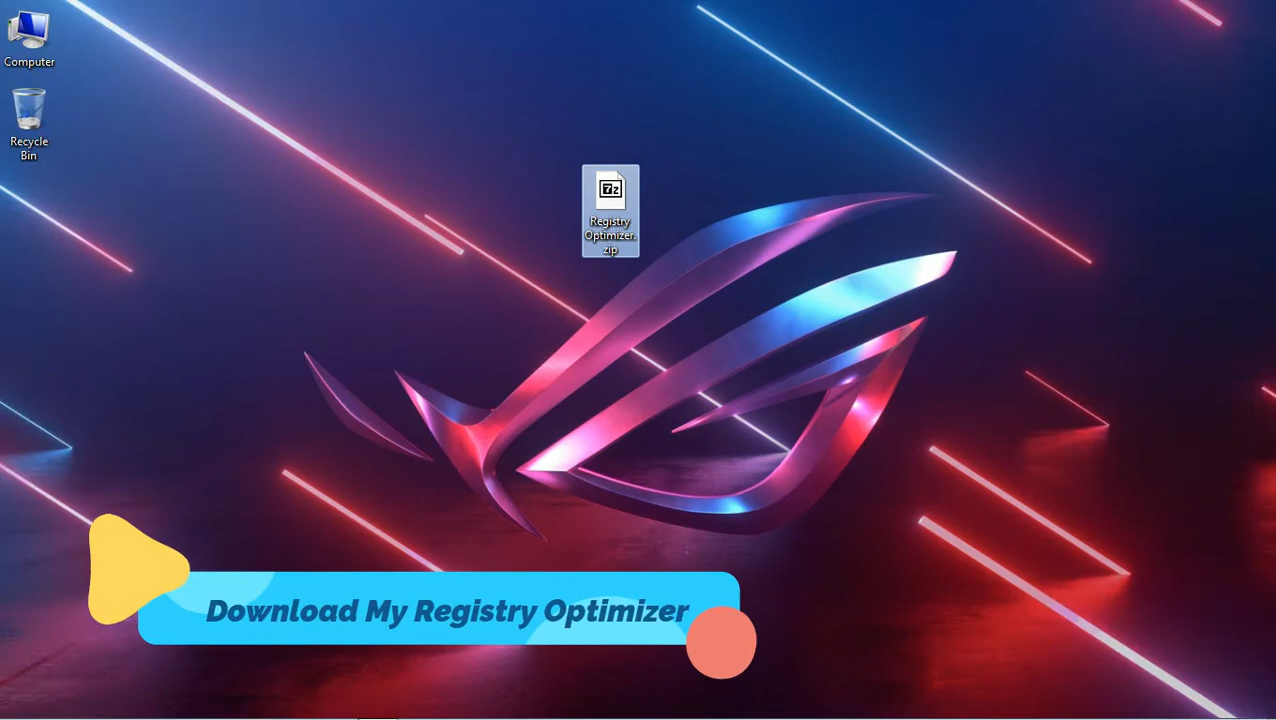 Computer
Recycle
Bin
7z
Registry
Optimizer.
zip
Download My Registry Optimizer